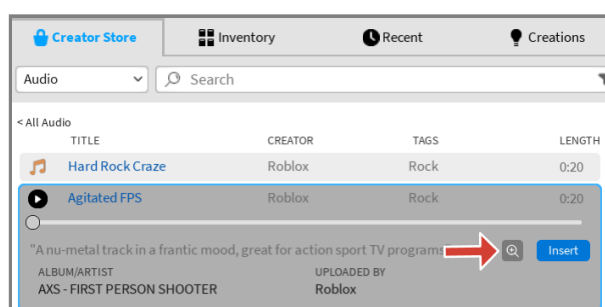 Creator Store Inventory Recent Creations
Audio Search
< All Audio
TITLE CREATOR TAGS LENGTH
Hard Rock Craze Roblox Rock 0:20
Agitated FPS Roblox Rock 0:20
"A nu-metal track in a frantic mood, great for action sport TV programs" Insert
ALBUM/ARTIST UPLOADED BY
AXS - FIRST PERSON SHOOTER Roblox